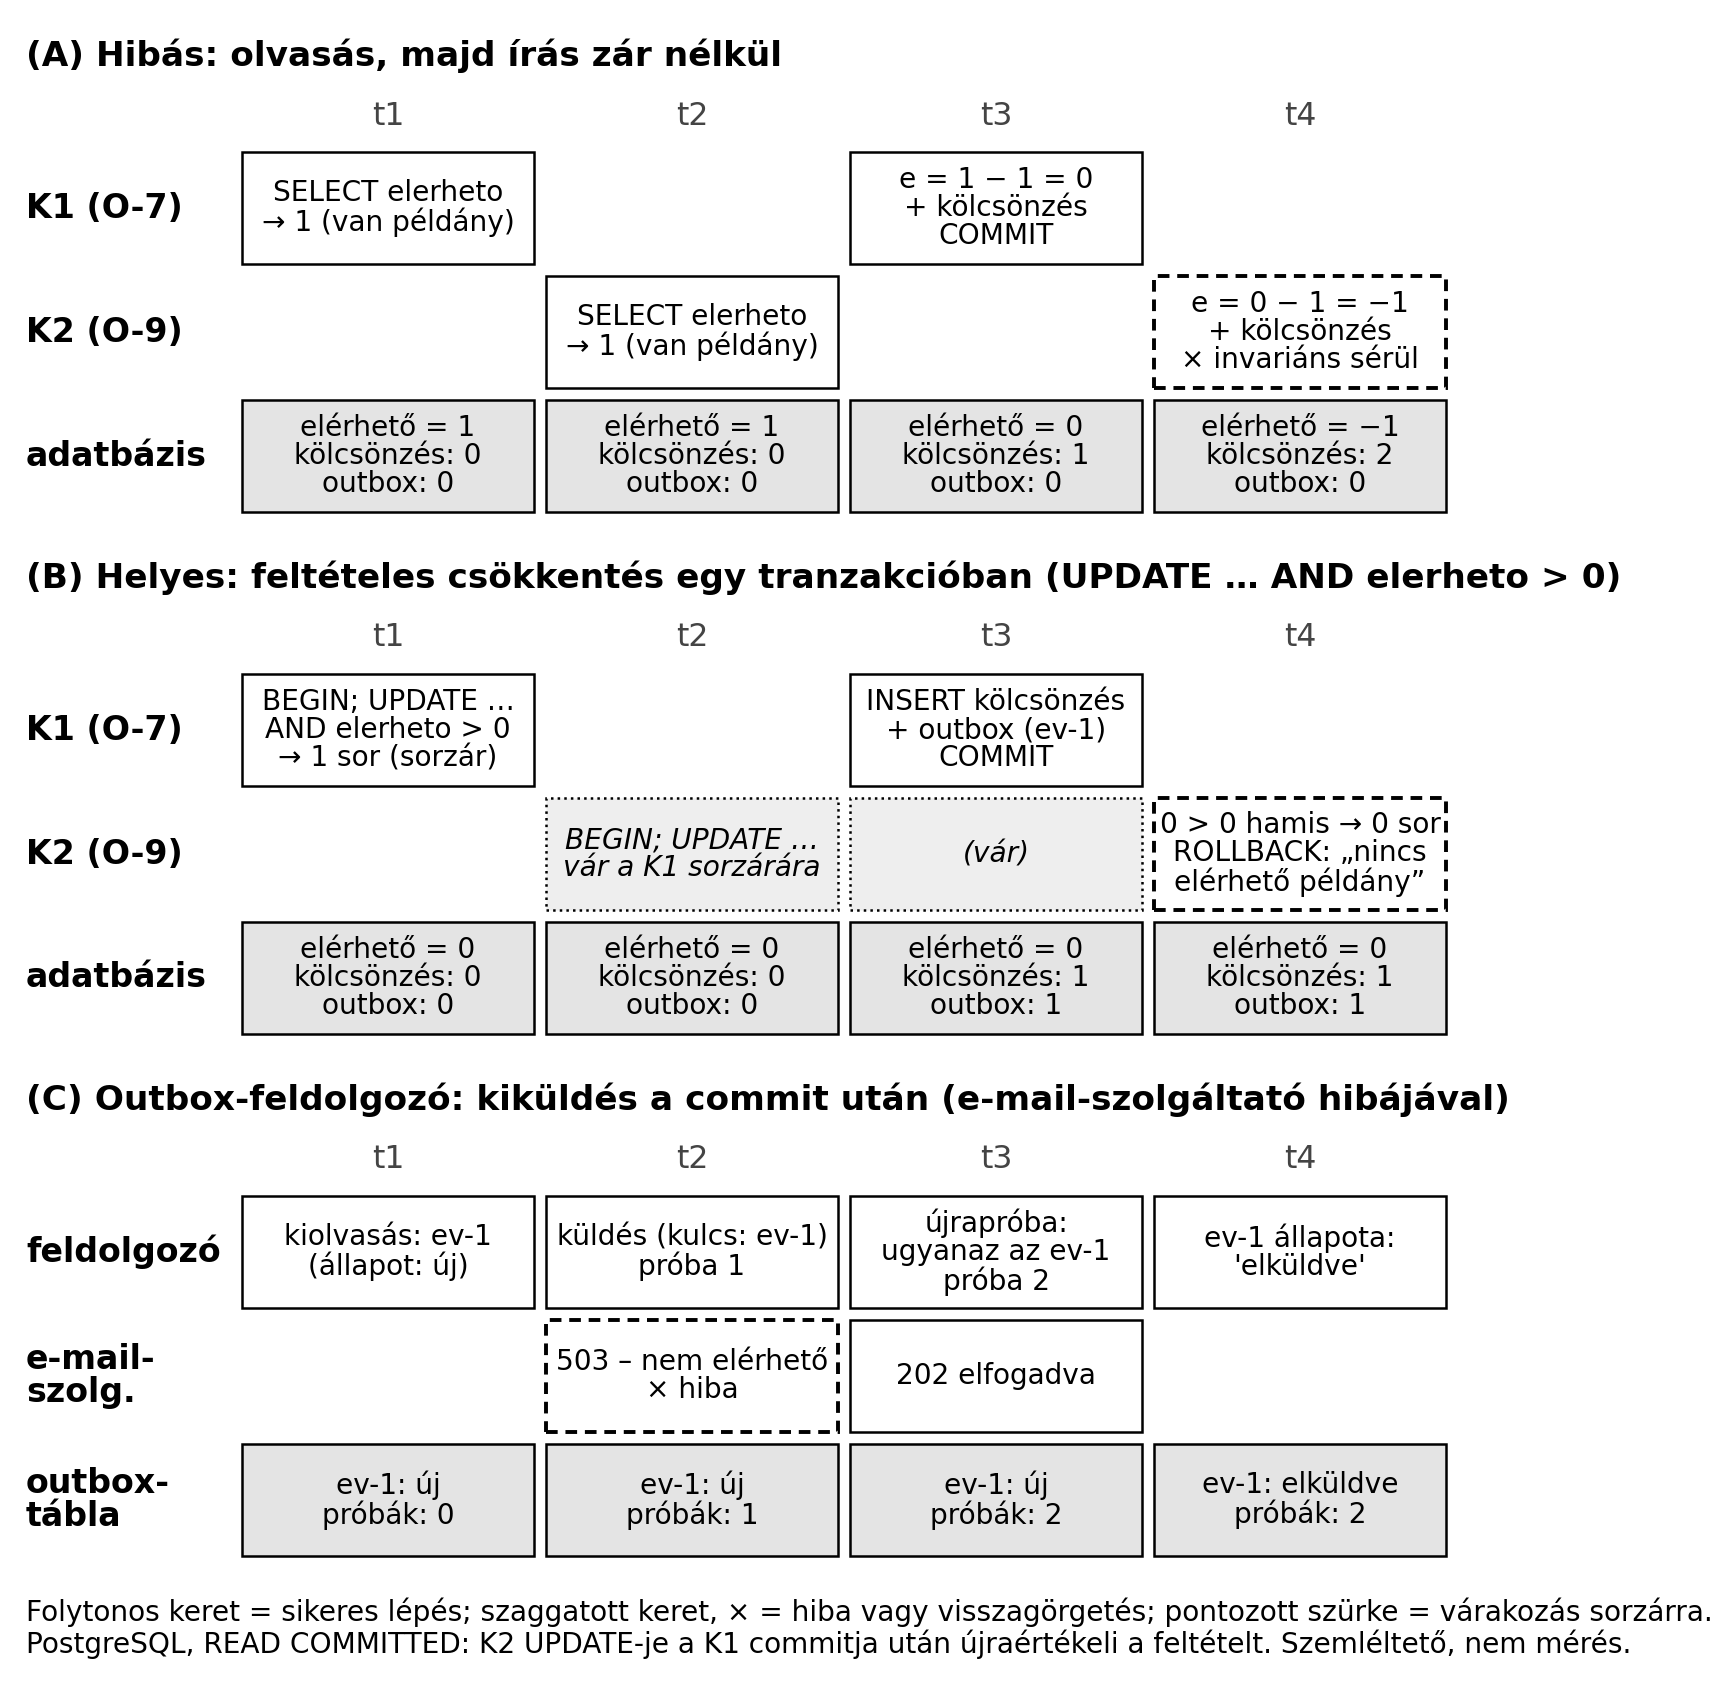 (A) Hibás: olvasás, majd írás zár nélkül
t1 t2 t3 t4
K1 (O-7)
SELECT elerheto
→ 1 (van példány)
e = 1 − 1 = 0
+ kölcsönzés
COMMIT
K2 (O-9)
SELECT elerheto
→ 1 (van példány)
e = 0 − 1 = −1
+ kölcsönzés
× invariáns sérül
adatbázis
elérhető = 1
kölcsönzés: 0
outbox: 0
elérhető = 1
kölcsönzés: 0
outbox: 0
elérhető = 0
kölcsönzés: 1
outbox: 0
elérhető = −1
kölcsönzés: 2
outbox: 0
(B) Helyes: feltételes csökkentés egy tranzakcióban (UPDATE … AND elerheto > 0)
t1 t2 t3 t4
K1 (O-7)
BEGIN; UPDATE …
AND elerheto > 0
→ 1 sor (sorzár)
INSERT kölcsönzés
+ outbox (ev-1)
COMMIT
K2 (O-9)
BEGIN; UPDATE …
vár a K1 sorzárára
(vár)
0 > 0 hamis → 0 sor
ROLLBACK: „nincs
elérhető példány”
adatbázis
elérhető = 0
kölcsönzés: 0
outbox: 0
elérhető = 0
kölcsönzés: 0
outbox: 0
elérhető = 0
kölcsönzés: 1
outbox: 1
elérhető = 0
kölcsönzés: 1
outbox: 1
(C) Outbox-feldolgozó: kiküldés a commit után (e-mail-szolgáltató hibájával)
t1 t2 t3 t4
feldolgozó
kiolvasás: ev-1
(állapot: új)
küldés (kulcs: ev-1)
próba 1
újrapróba:
ugyanaz az ev-1
próba 2
ev-1 állapota:
'elküldve'
e-mail-
szolg.
503 – nem elérhető
× hiba
202 elfogadva
outbox-
tábla
ev-1: új
próbák: 0
ev-1: új
próbák: 1
ev-1: új
próbák: 2
ev-1: elküldve
próbák: 2
Folytonos keret = sikeres lépés; szaggatott keret, × = hiba vagy visszagörgetés; pontozott szürke = várakozás sorzárra.
PostgreSQL, READ COMMITTED: K2 UPDATE-je a K1 commitja után újraértékeli a feltételt. Szemléltető, nem mérés.